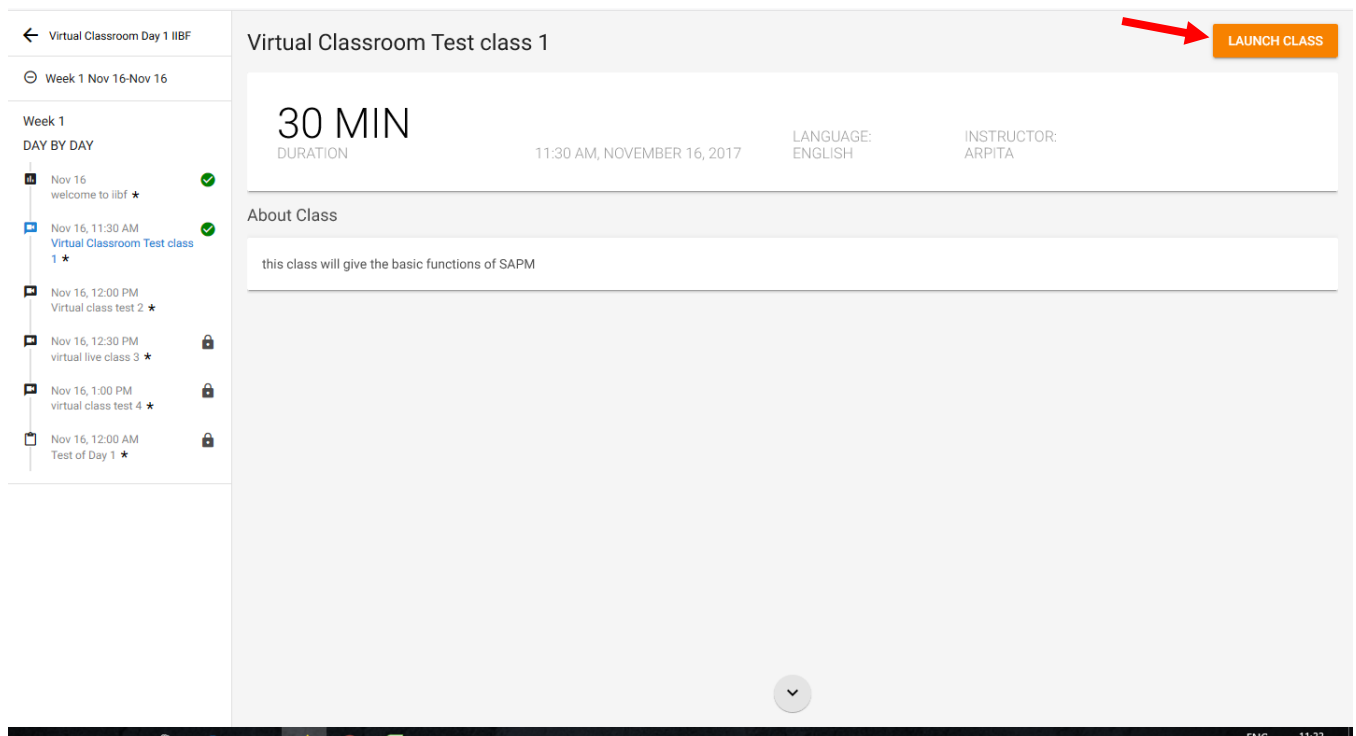 Virtual Classroom Day 1 IIBF
Week 1 Nov 16-Nov 16
Week 1
DAY BY DAY
Nov 16
welcome to iibf *
Nov 16, 11:30 AM
Virtual Classroom Test class
1 *
Nov 16, 12:00 PM
Virtual class test 2 *
Nov 16, 12:30 PM
virtual live class 3 *
Nov 16, 1:00 PM
virtual class test 4 *
Nov 16, 12:00 AM
Test of Day 1 *
Virtual Classroom Test class 1
LAUNCH CLASS
30 MIN
DURATION
11:30 AM, NOVEMBER 16, 2017
LANGUAGE:
ENGLISH
INSTRUCTOR:
ARPITA
About Class
this class will give the basic functions of SAPM